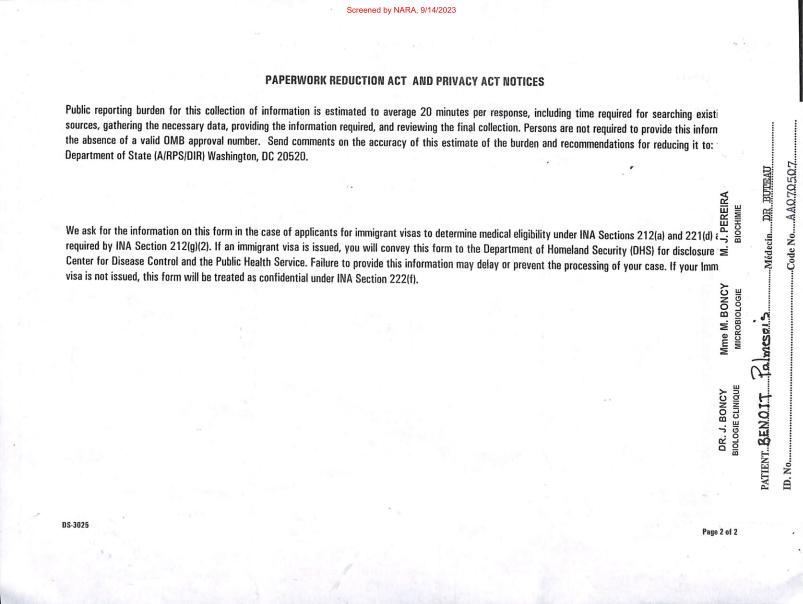 Screened by NARA, 9/14/2023
PAPERWORK REDUCTION ACT AND PRIVACY ACT NOTICES
Public reporting burden for this collection of information is estimated to average 20 minutes per response, including time required for searching existi
sources, gathering the necessary data, providing the information required, and reviewing the final collection. Persons are not required to provide this inform
the absence of a valid OMB approval number. Send comments on the accuracy of this estimate of the burden and recommendations for reducing it to:
Department of State (A/RPS/DIR) Washington, DC 20520.
We ask for the information on this form in the case of applicants for immigrant visas to determine medical eligibility under INA Sections 212(a) and 221(d) a
required by INA Section 212(g)(2). If an immigrant visa is issued, you will convey this form to the Department of Homeland Security (DHS) for disclosure
Center for Disease Control and the Public Health Service. Failure to provide this information may delay or prevent the processing of your case. If your Imm
visa is not issued, this form will be treated as confidential under INA Section 222(f).
DR. J. BONCY Mme M. BONCY M. J. PEREIRA
BIOLOGIE CLINIQUE MICROBIOLOGIE BIOCHIMIE
PATIENT BENOIT Palmesois Médecin DR BUTEAU
ID. No. Code No. AA070507
DS-3025
Page 2 of 2